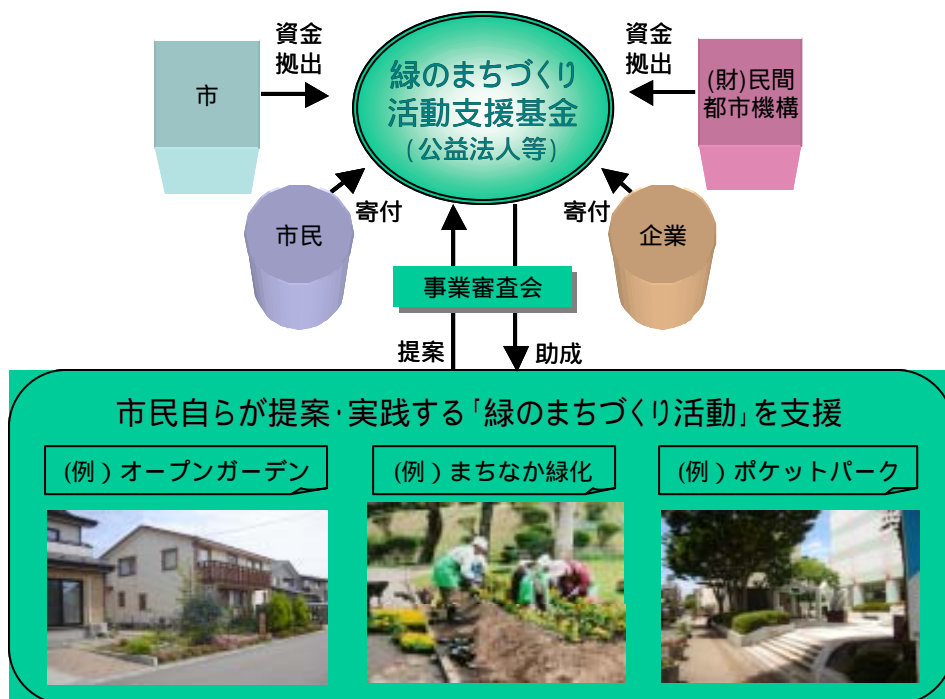 資金
拠出
資金
拠出
市
緑のまちづくり
活動支援基金
(公益法人等)
(財)民間
都市機構
市民
寄付
寄付
企業
事業審査会
提案
助成
市民自らが提案・実践する「緑のまちづくり活動」を支援
(例)オープンガーデン
(例)まちなか緑化
(例)ポケットパーク